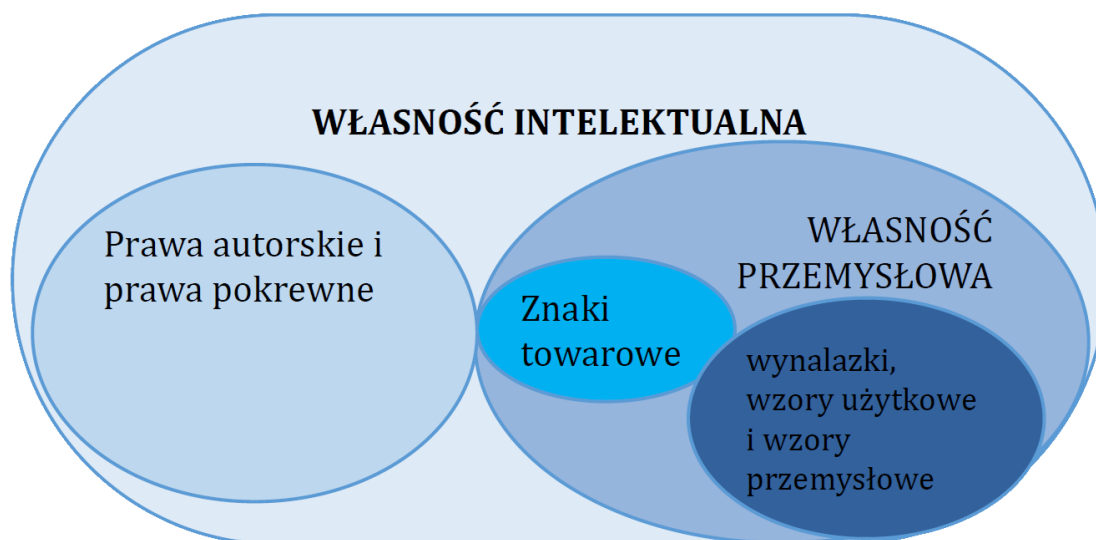 WŁASNOŚĆ INTELEKTUALNA
Prawa autorskie i
prawa pokrewne
WŁASNOŚĆ
PRZEMYSŁOWA
Znaki
towarowe
wynalazki,
wzory użytkowe
i wzory
przemysłowe